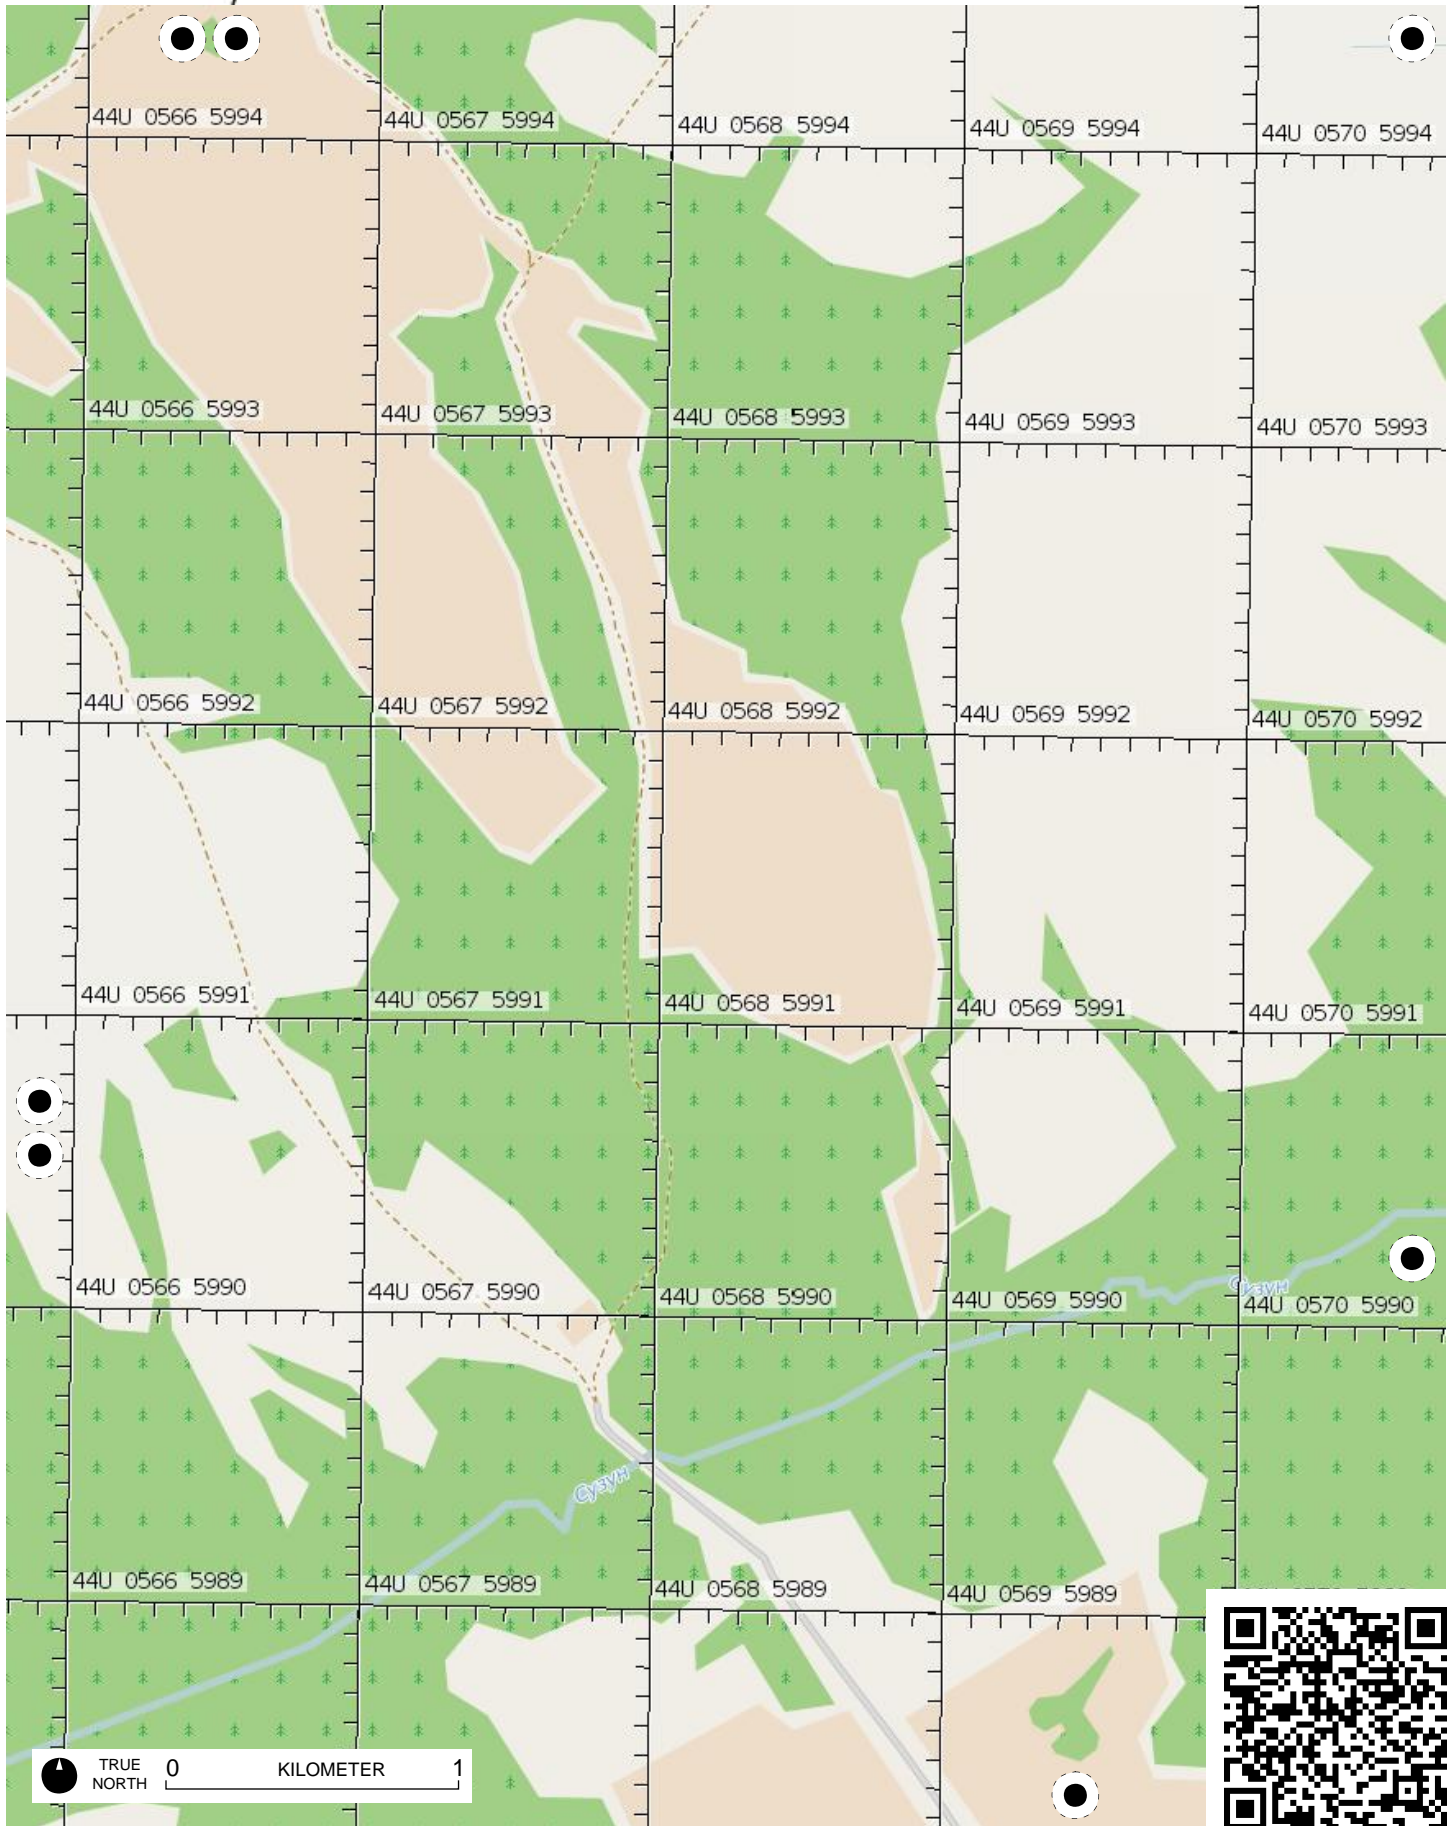 44U 0566 5994
44U 0567 5994
44U 0568 5994
44U 0569 5994
44U 0570 5994
44U 0566 5993
44U 0567 5993
44U 0568 5993
44U 0569 5993
44U 0570 5993
44U 0566 5992
44U 0567 5992
44U 0568 5992
44U 0569 5992
44U 0570 5992
44U 0566 5991
44U 0567 5991
44U 0568 5991
44U 0569 5991
44U 0570 5991
Сузун
44U 0566 5990
44U 0567 5990
44U 0568 5990
44U 0569 5990
44U 0570 5990
Сузун
44U 0566 5989
44U 0567 5989
44U 0568 5989
44U 0569 5989
TRUE
NORTH
0 KILOMETER 1